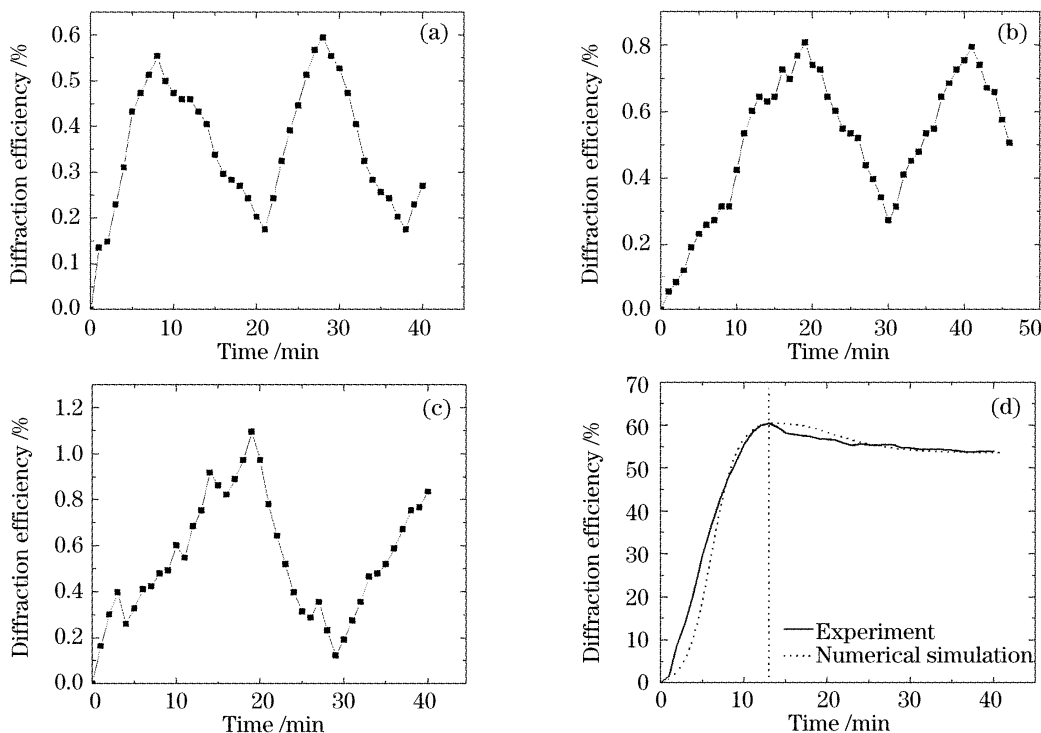 (a)
Diffraction efficiency /%
0.6
0.5
0.4
0.3
0.2
0.1
0.0
0 10 20 30 40
Time /min
(b)
Diffraction efficiency /%
0.8
0.6
0.4
0.2
0
0 10 20 30 40 50
Time /min
(c)
Diffraction efficiency /%
1.2
1.0
0.8
0.6
0.4
0.2
0.0
0 10 20 30 40
Time /min
(d)
Diffraction efficiency /%
70
60
50
40
30
20
10
0
0 10 20 30 40
Time /min
Experiment
Numerical simulation